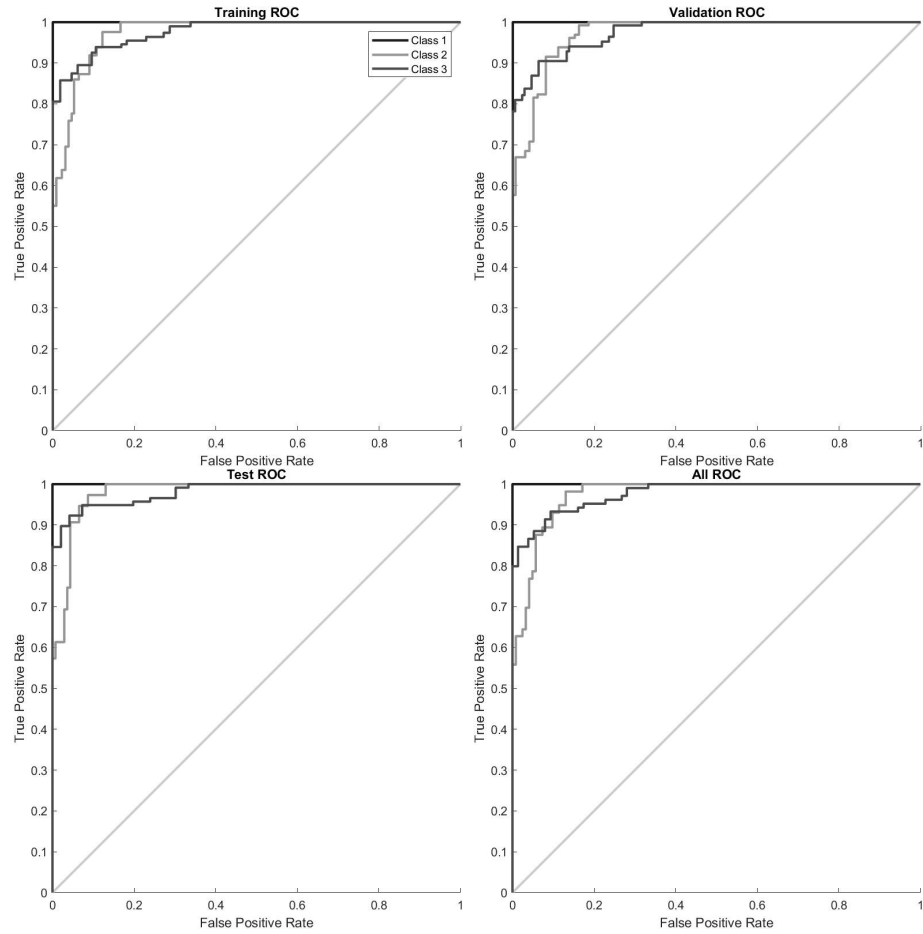 Training ROC
1
0.9
0.8
0.7
0.6
0.5
0.4
0.3
0.2
0.1
0
True Positive Rate
Class 1
Class 2
Class 3
0 0.2 0.4 0.6 0.8 1
False Positive Rate
Validation ROC
1
0.9
0.8
0.7
0.6
0.5
0.4
0.3
0.2
0.1
0
True Positive Rate
0 0.2 0.4 0.6 0.8 1
False Positive Rate
Test ROC
1
0.9
0.8
0.7
0.6
0.5
0.4
0.3
0.2
0.1
0
True Positive Rate
0 0.2 0.4 0.6 0.8 1
False Positive Rate
All ROC
1
0.9
0.8
0.7
0.6
0.5
0.4
0.3
0.2
0.1
0
True Positive Rate
0 0.2 0.4 0.6 0.8 1
False Positive Rate